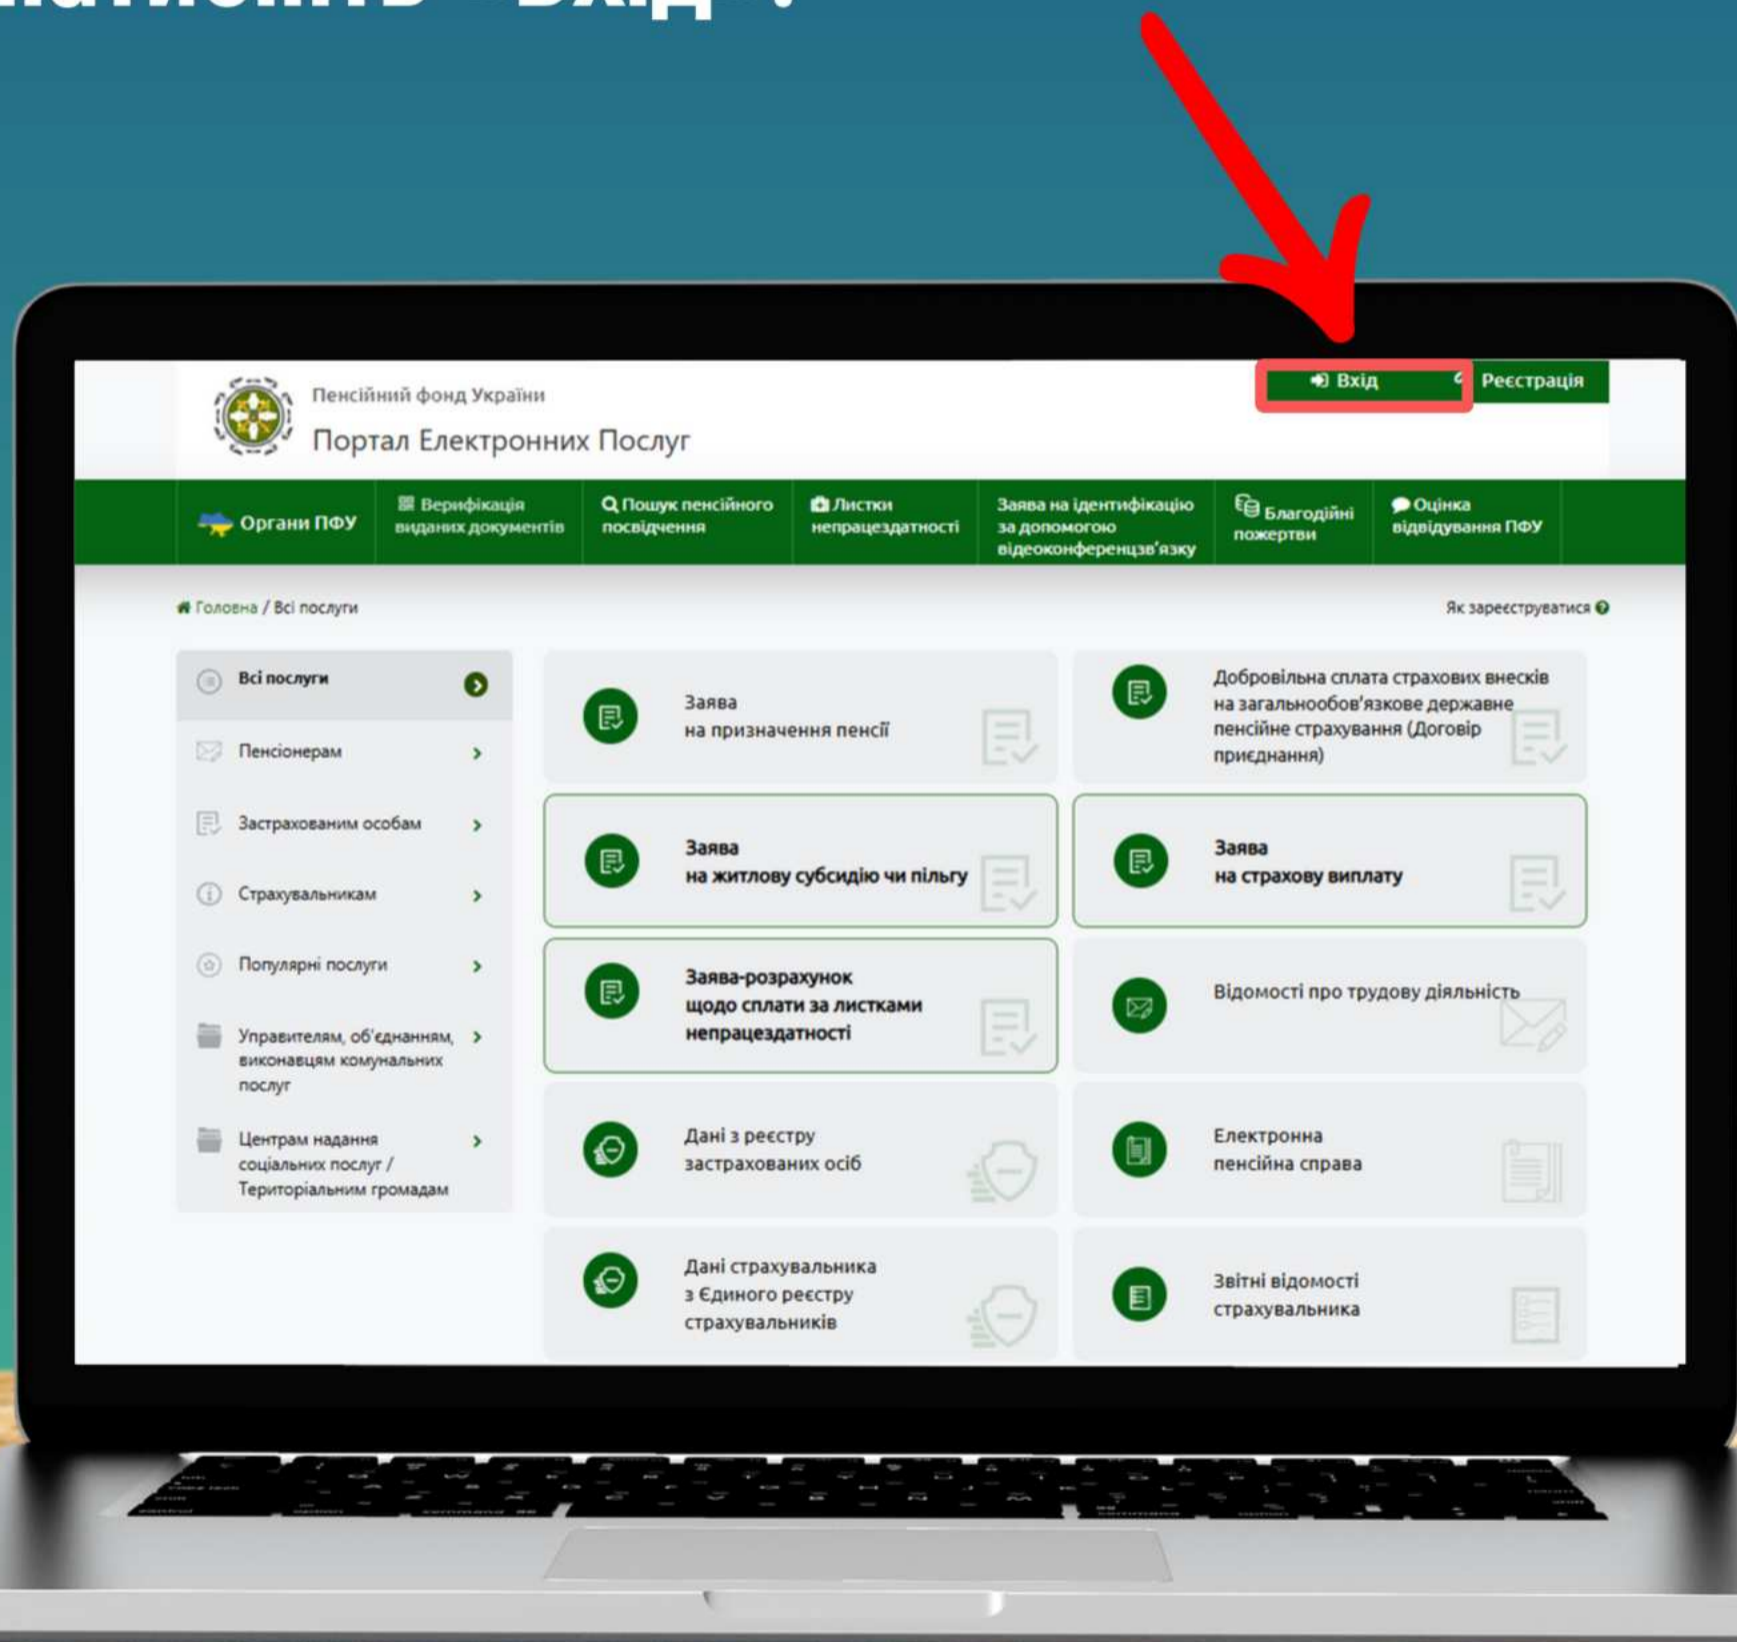 натисніть «Вхід».
Пенсійний фонд України
Портал Електронних Послуг
Вхід
Реєстрація
Органи ПФУ
Верифікація
виданих документів
Пошук пенсійного
посвідчення
Листки
непрацездатності
Заява на ідентифікацію
за допомогою
відеоконференцзв'язку
Благодійні
пожертви
Оцінка
відвідування ПФУ
Головна / Всі послуги
Як зареєструватися
Всі послуги
Пенсіонерам
Застрахованим особам
Страхувальникам
Популярні послуги
Управителям, об'єднанням,
виконавцям комунальних
послуг
Центрам надання
соціальних послуг /
Територіальним громадам
Заява
на призначення пенсії
Добровільна сплата страхових внесків
на загальнообов'язкове державне
пенсійне страхування (Договір
приєднання)
Заява
на житлову субсидію чи пільгу
Заява
на страхову виплату
Заява-розрахунок
щодо сплати за листками
непрацездатності
Відомості про трудову діяльність
Дані з реєстру
застрахованих осіб
Електронна
пенсійна справа
Дані страхувальника
з Єдиного реєстру
страхувальників
Звітні відомості
страхувальника